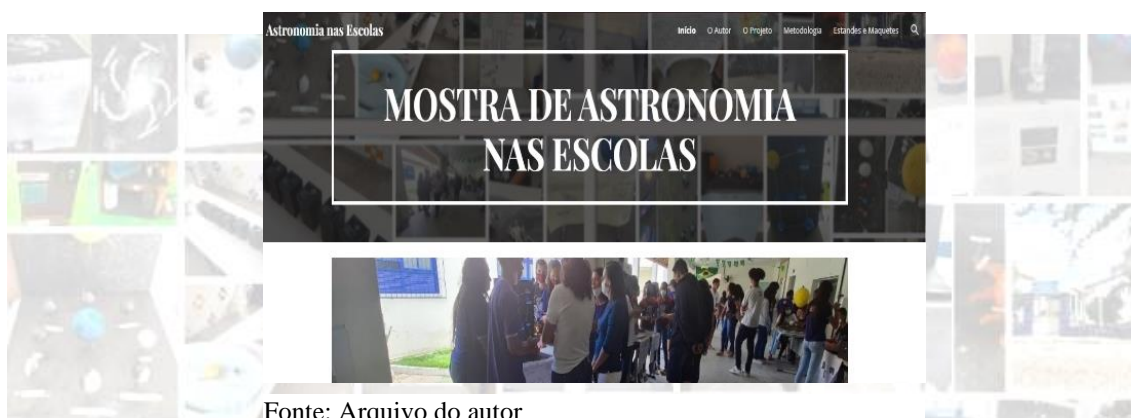 Astronomia nas Escolas
Início O Autor O Projeto Metodologia Estandes e Maquetes
MOSTRA DE ASTRONOMIA
NAS ESCOLAS
Fonte: Arquivo do autor